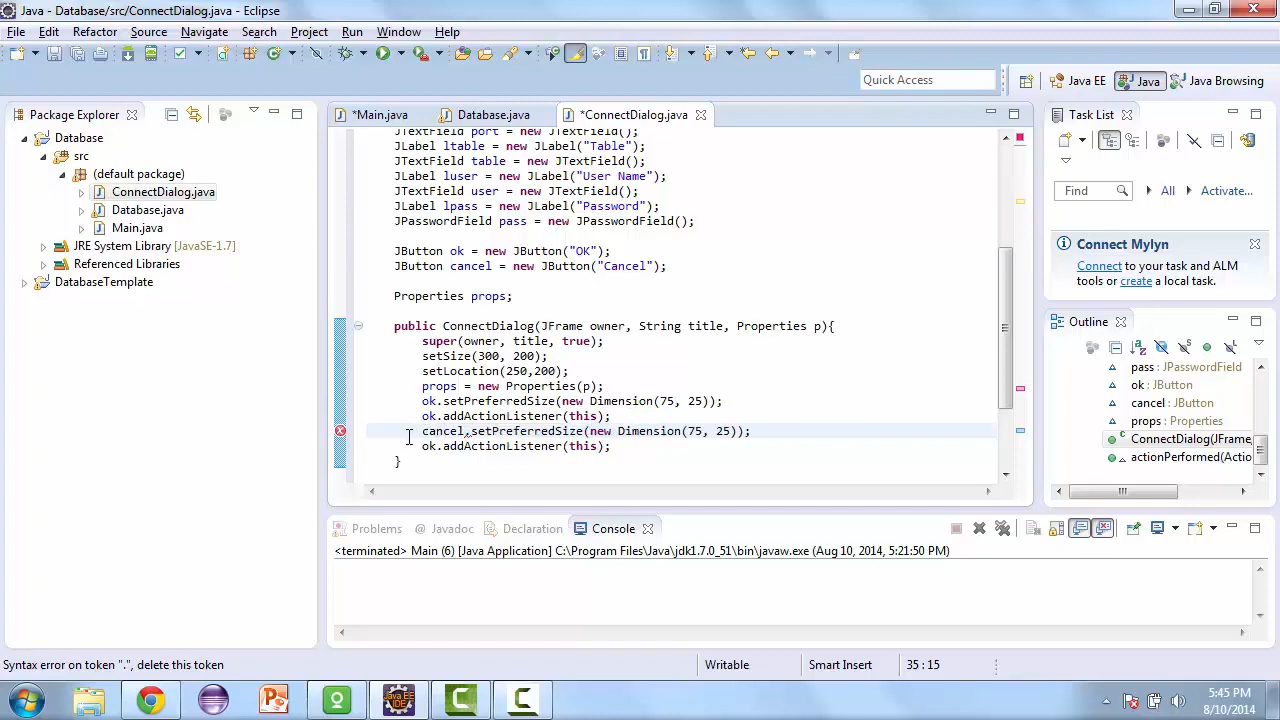 Java - Database/src/ConnectDialog.java - Eclipse
File Edit Refactor Source Navigate Search Project Run Window Help
Quick Access
Java EE
Java
Java Browsing
Package Explorer
Database
src
(default package)
ConnectDialog.java
Database.java
Main.java
JRE System Library [JavaSE-1.7]
Referenced Libraries
DatabaseTemplate
*Main.java
Database.java
*ConnectDialog.java
JTextField port = new JTextField();
JLabel ltable = new JLabel("Table");
JTextField table = new JTextField();
JLabel luser = new JLabel("User Name");
JTextField user = new JTextField();
JLabel lpass = new JLabel("Password");
JPasswordField pass = new JPasswordField();
JButton ok = new JButton("OK");
JButton cancel = new JButton("Cancel");
Properties props;
public ConnectDialog(JFrame owner, String title, Properties p){
super(owner, title, true);
setSize(300, 200);
setLocation(250,200);
props = new Properties(p);
ok.setPreferredSize(new Dimension(75, 25));
ok.addActionListener(this);
cancel.setPreferredSize(new Dimension(75, 25));
ok.addActionListener(this);
}
Task List
Find
All
Activate...
Connect Mylyn
Connect to your task and ALM
tools or create a local task.
Outline
pass : JPasswordField
ok : JButton
cancel : JButton
props : Properties
ConnectDialog(JFrame
actionPerformed(Actio
Problems
Javadoc
Declaration
Console
<terminated> Main (6) [Java Application] C:\Program Files\Java\jdk1.7.0_51\bin\javaw.exe (Aug 10, 2014, 5:21:50 PM)
Syntax error on token ".", delete this token
Writable
Smart Insert
35 : 15
5:45 PM
8/10/2014